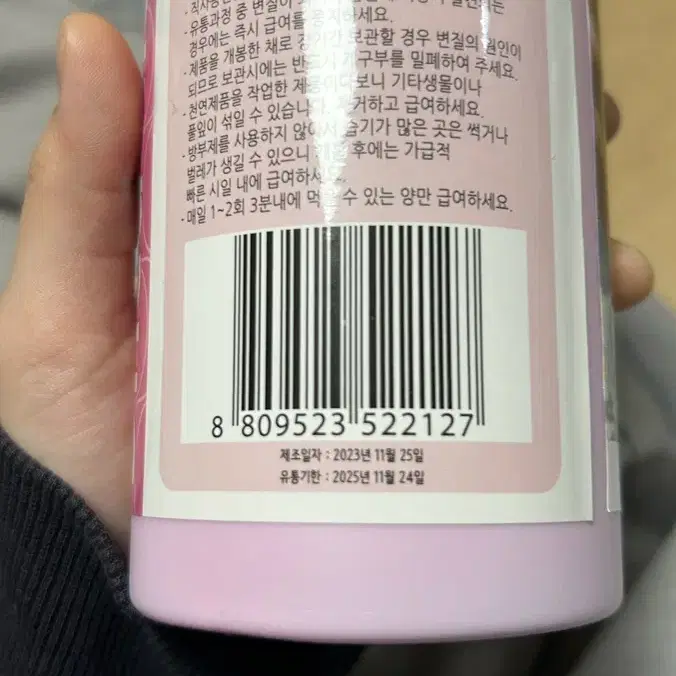 - 유통과정 중 변질이
경우에는 즉시 급여를 중지하세요.
- 제품을 개봉한 채로 장기간 보관할 경우 변질의 원인이
되므로 보관시에는 반드시 개구부를 밀폐하여 주세요.
- 천연제품을 작업한 제품이다보니 기타생물이나
풀잎이 섞일 수 있습니다. 제거하고 급여하세요.
- 방부제를 사용하지 않아서 습기가 많은 곳은 썩거나
벌레가 생길 수 있으니 개봉 후에는 가급적
빠른 시일 내에 급여하세요.
- 매일 1~2회 3분내에 먹을 수 있는 양만 급여하세요.
8 809523 522127
제조일자 : 2023년 11월 25일
유통기한 : 2025년 11월 24일